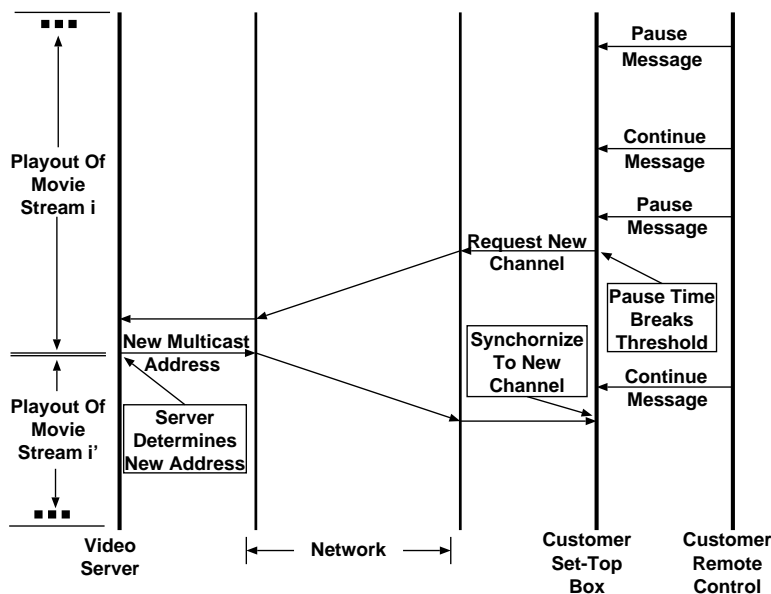 Pause
Message
Continue
Message
Playout Of
Movie
Stream i
Pause
Message
Request New
Channel
Pause Time
Breaks
Threshold
New Multicast
Address
Synchornize
To New
Channel
Continue
Message
Playout Of
Movie
Stream i'
Server
Determines
New Address
Video
Server
Network
Customer
Set-Top
Box
Customer
Remote
Control